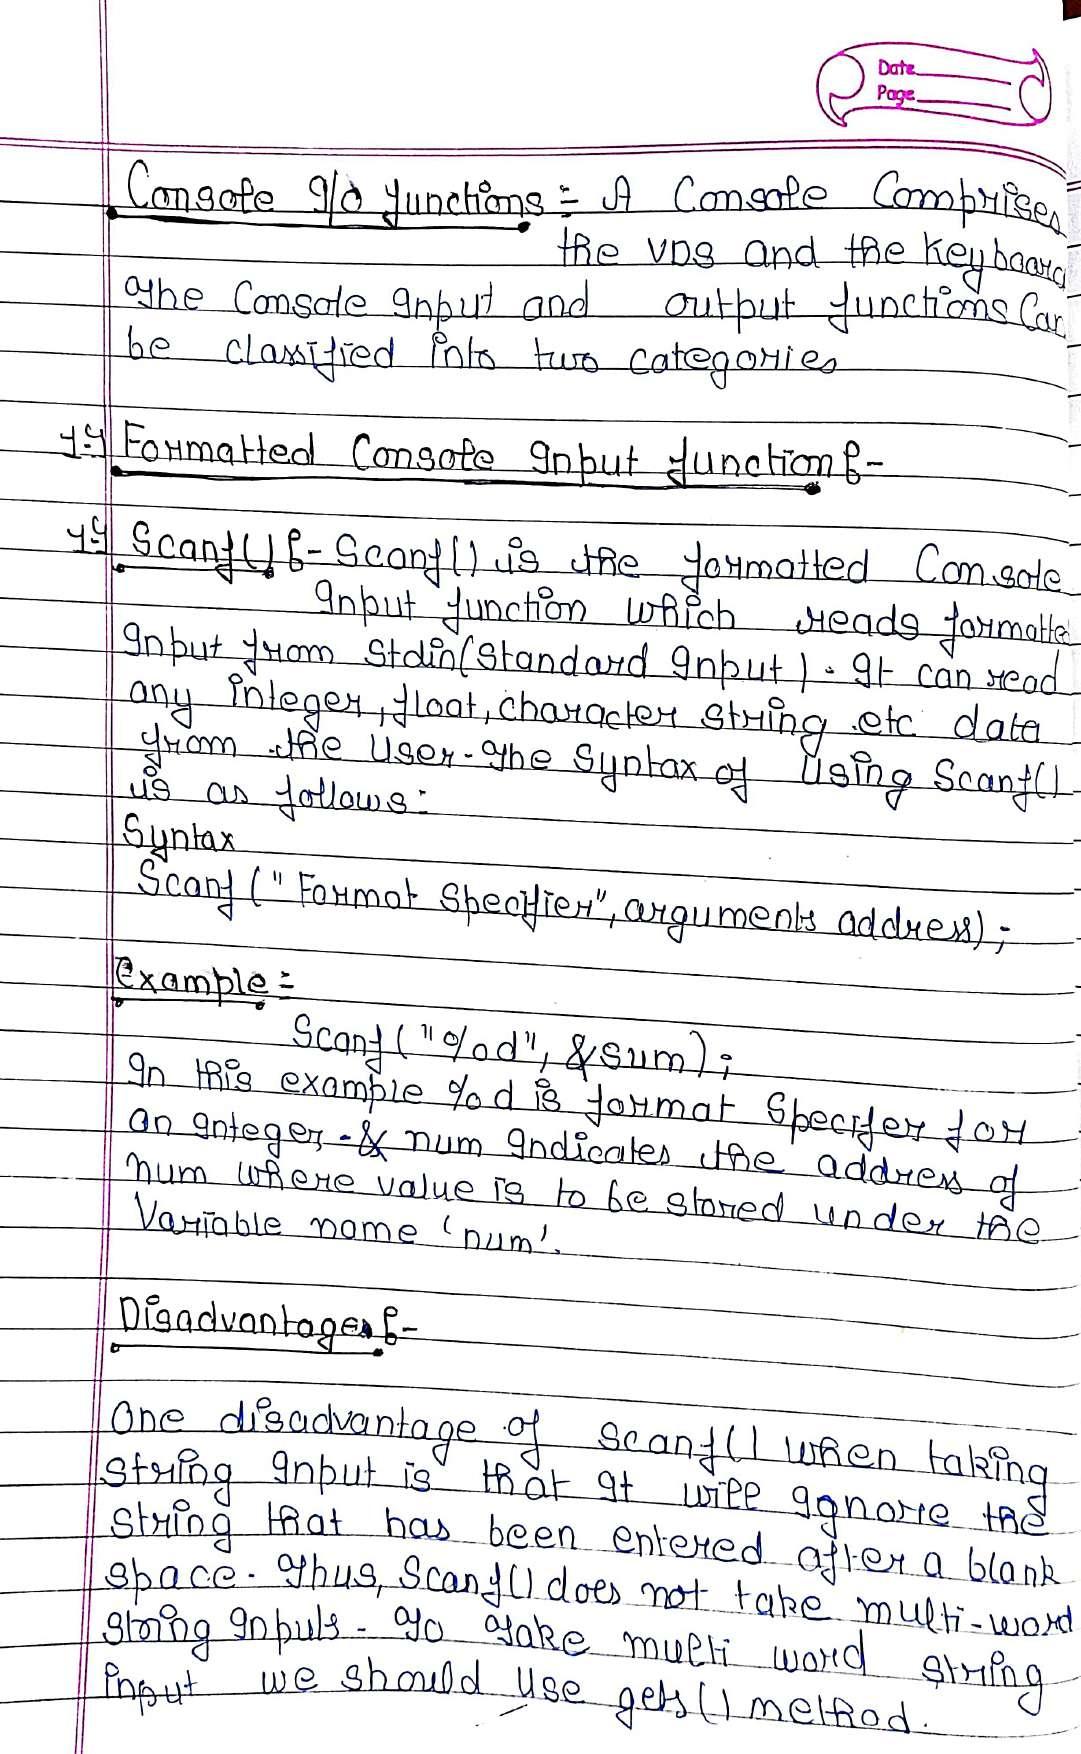 Date
Page
Console I/O functions :- A Console Comprises
the VDS and the Keyboard
The Console Input and output functions Can
be classified into two categories
1:- Formatted Console Input function :-
1:- Scanf() :- Scanf() is the formatted Console
Input function which reads formatte
Input from Stdin (Standard Input). It can read
any integer, float, character string .etc data
from the User. The Syntax of Using Scanf()
is as follows:
Syntax
Scanf ("Format Specifier", arguments address);
Example :-
Scanf ("%d", &sum);
In this example %d is format Specifer for
an Integer. & num Indicates the address of
num where value is to be stored under the
Variable name 'num'.
Disadvantages :-
One disadvantage of scanf() when taking
string Input is that It will Ignore the
string that has been entered after a blank
space. Thus, Scanf() does not take multi-word
string Inputs. To Take multi word string
input we should Use gets() method.